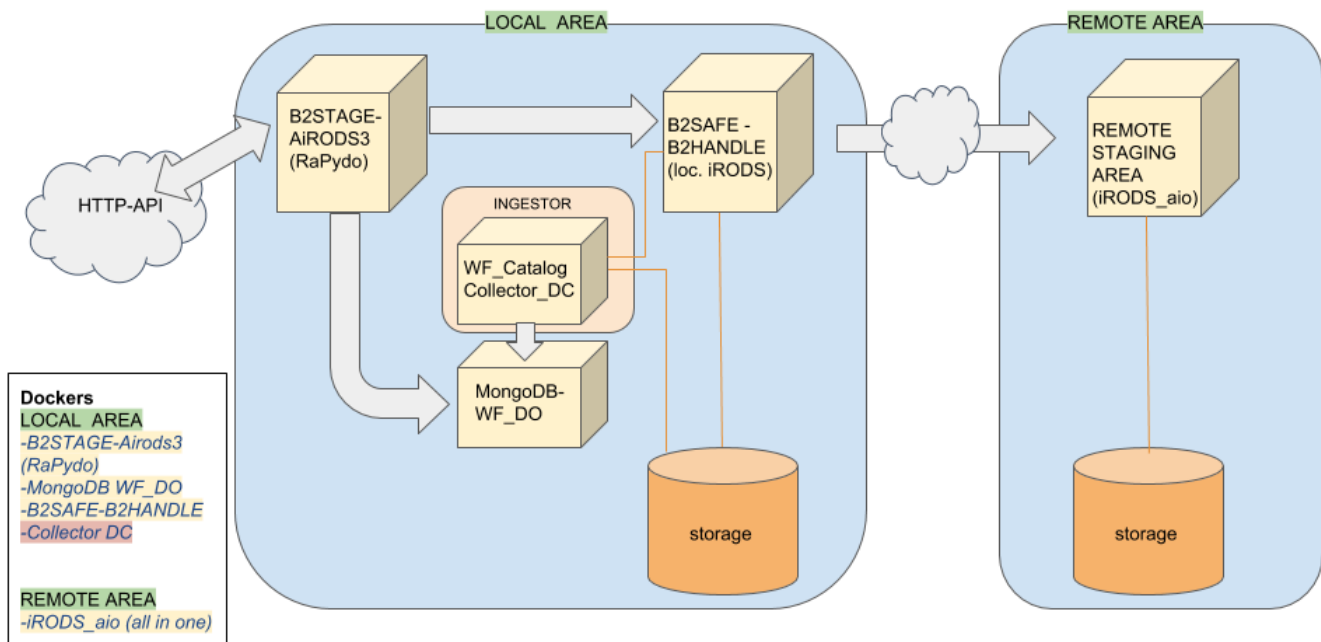 LOCAL AREA
REMOTE AREA
B2STAGE-
AiRODS3
(RaPydo)
B2SAFE -
B2HANDLE
(loc. iRODS)
REMOTE
STAGING
AREA
(iRODS_aio)
HTTP-API
INGESTOR
WF_Catalog
Collector_DC
MongoDB-
WF_DO
storage
storage
Dockers
LOCAL AREA
-B2STAGE-Airods3
(RaPydo)
-MongoDB WF_DO
-B2SAFE-B2HANDLE
-Collector DC
REMOTE AREA
-iRODS_aio (all in one)